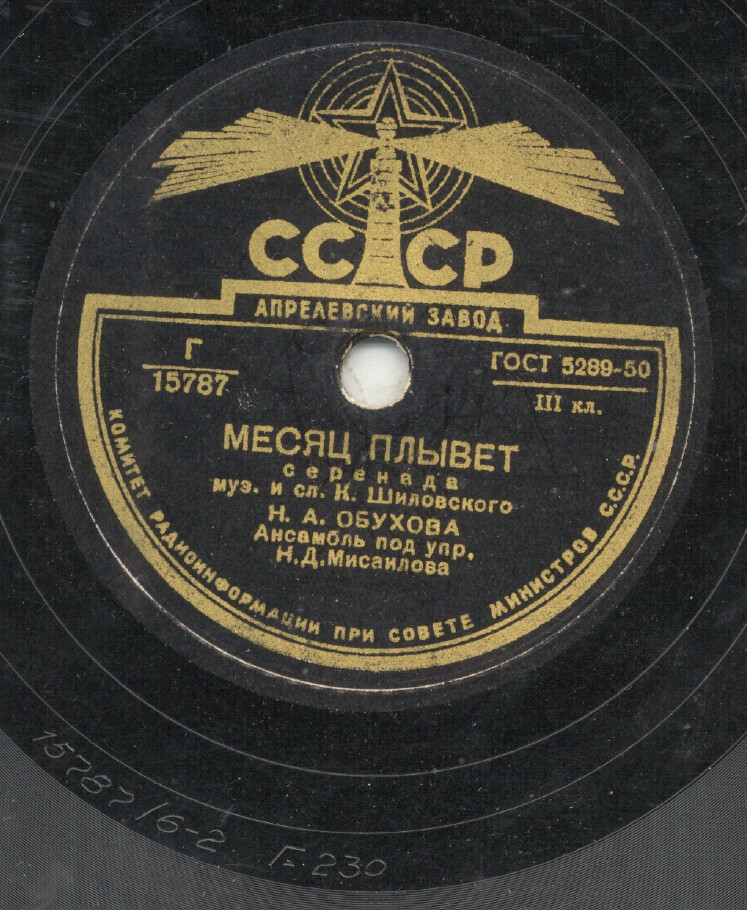 СССР
АПРЕЛЕВСКИЙ ЗАВОД
Г
15787
ГОСТ 5289-50
III кл.
МЕСЯЦ ПЛЫВЕТ
серенада
муз. и сл. К. Шиловского
Н. А. ОБУХОВА
Ансамбль под упр.
Н.Д.Мисаилова
КОМИТЕТ РАДИОИНФОРМАЦИИ ПРИ СОВЕТЕ МИНИСТРОВ С.С.С.Р.
15787/6-2 Г-230